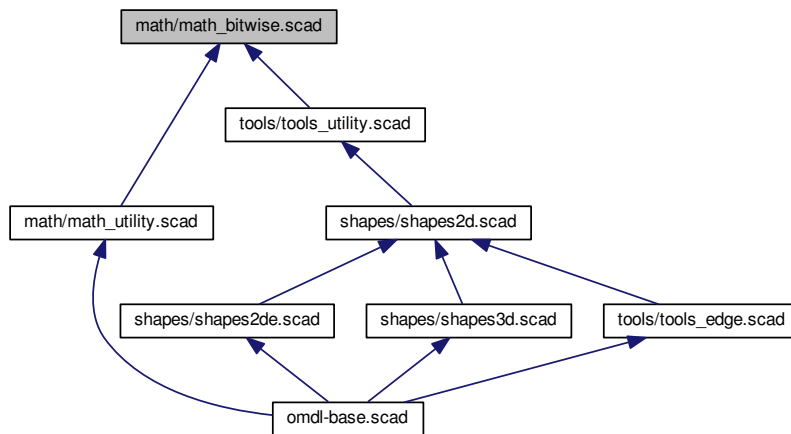 math/math_bitwise.scad
tools/tools_utility.scad
math/math_utility.scad
shapes/shapes2d.scad
shapes/shapes2de.scad
shapes/shapes3d.scad
tools/tools_edge.scad
omdl-base.scad